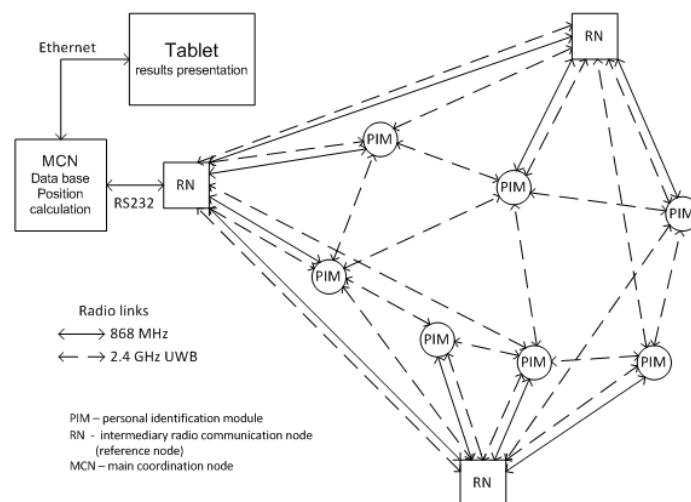 Ethernet
Tablet
results presentation
RN
MCN
Data base
Position
calculation
RS232
RN
PIM
PIM
PIM
PIM
PIM
PIM
PIM
Radio links
868 MHz
2.4 GHz UWB
PIM – personal identification module
RN - intermediary radio communication node
(reference node)
MCN – main coordination node
RN